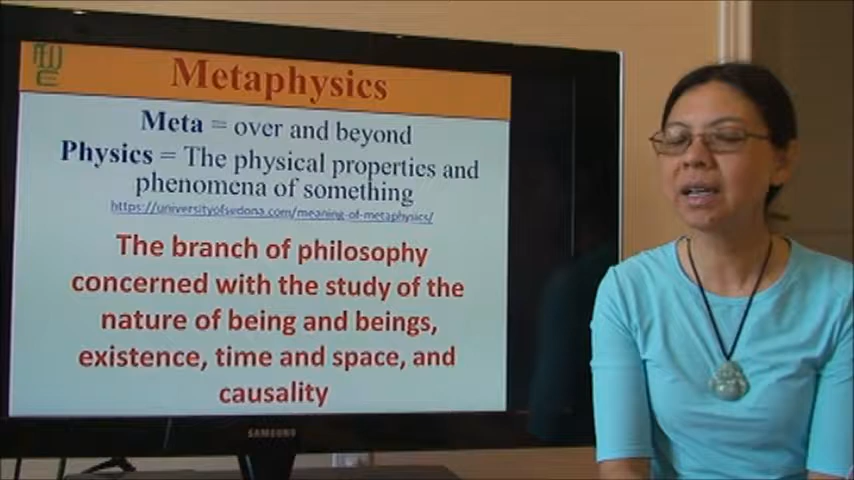 Metaphysics
Meta = over and beyond
Physics = The physical properties and
phenomena of something
https://universityofsedona.com/meaning-of-metaphysics/
The branch of philosophy
concerned with the study of the
nature of being and beings,
existence, time and space, and
causality
SAMSUNG